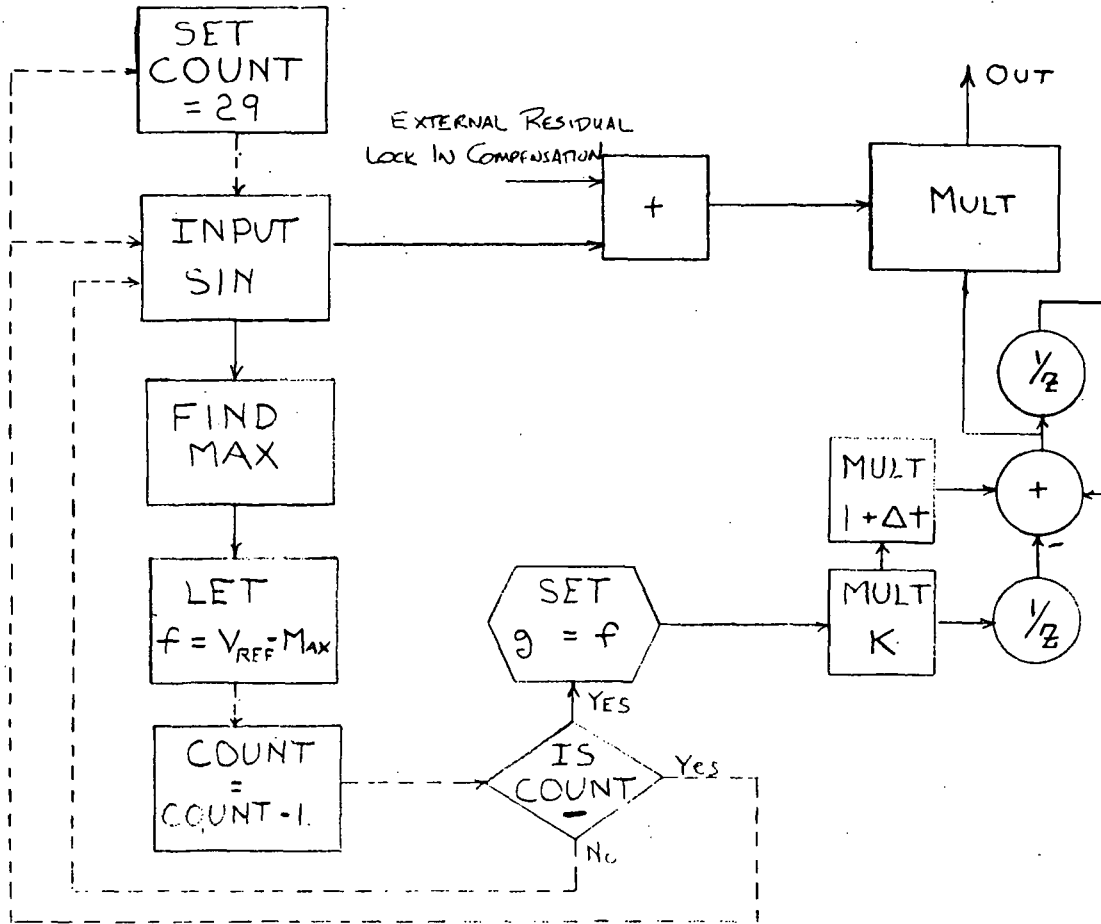 SET
COUNT
= 29
EXTERNAL RESIDUAL
LOCK IN COMPENSATION
OUT
INPUT
SIN
+
MULT
FIND
MAX
1/z
MULT
1 + Δt
+
-
LET
f = VREF - MAX
SET
g = f
MULT
K
1/z
YES
COUNT
=
COUNT - 1.
IS
COUNT
-
Yes
No